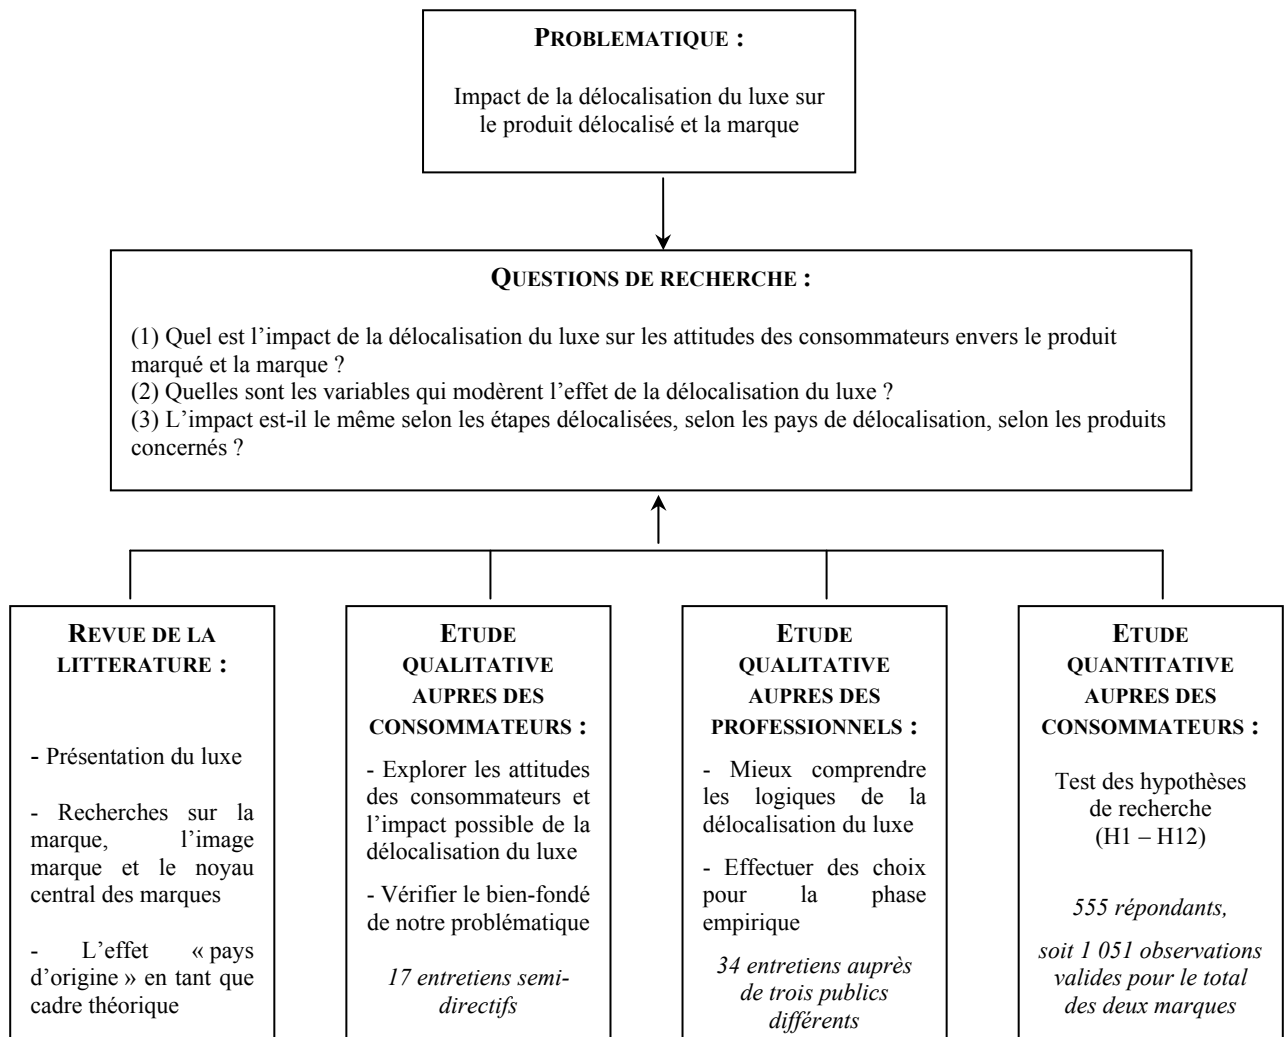 PROBLEMATIQUE :
Impact de la délocalisation du luxe sur
le produit délocalisé et la marque
QUESTIONS DE RECHERCHE :
(1) Quel est l’impact de la délocalisation du luxe sur les attitudes des consommateurs envers le produit
marqué et la marque ?
(2) Quelles sont les variables qui modèrent l’effet de la délocalisation du luxe ?
(3) L’impact est-il le même selon les étapes délocalisées, selon les pays de délocalisation, selon les produits
concernés ?
REVUE DE LA
LITTERATURE :
- Présentation du luxe
- Recherches sur la
marque, l’image
marque et le noyau
central des marques
- L’effet « pays
d’origine » en tant que
cadre théorique
ETUDE
QUALITATIVE
AUPRES DES
CONSOMMATEURS :
- Explorer les attitudes
des consommateurs et
l’impact possible de la
délocalisation du luxe
- Vérifier le bien-fondé
de notre problématique
17 entretiens semi-
directifs
ETUDE
QUALITATIVE
AUPRES DES
PROFESSIONNELS :
- Mieux comprendre
les logiques de la
délocalisation du luxe
- Effectuer des choix
pour la phase
empirique
34 entretiens auprès
de trois publics
différents
ETUDE
QUANTITATIVE
AUPRES DES
CONSOMMATEURS :
Test des hypothèses
de recherche
(H1 – H12)
555 répondants,
soit 1 051 observations
valides pour le total
des deux marques